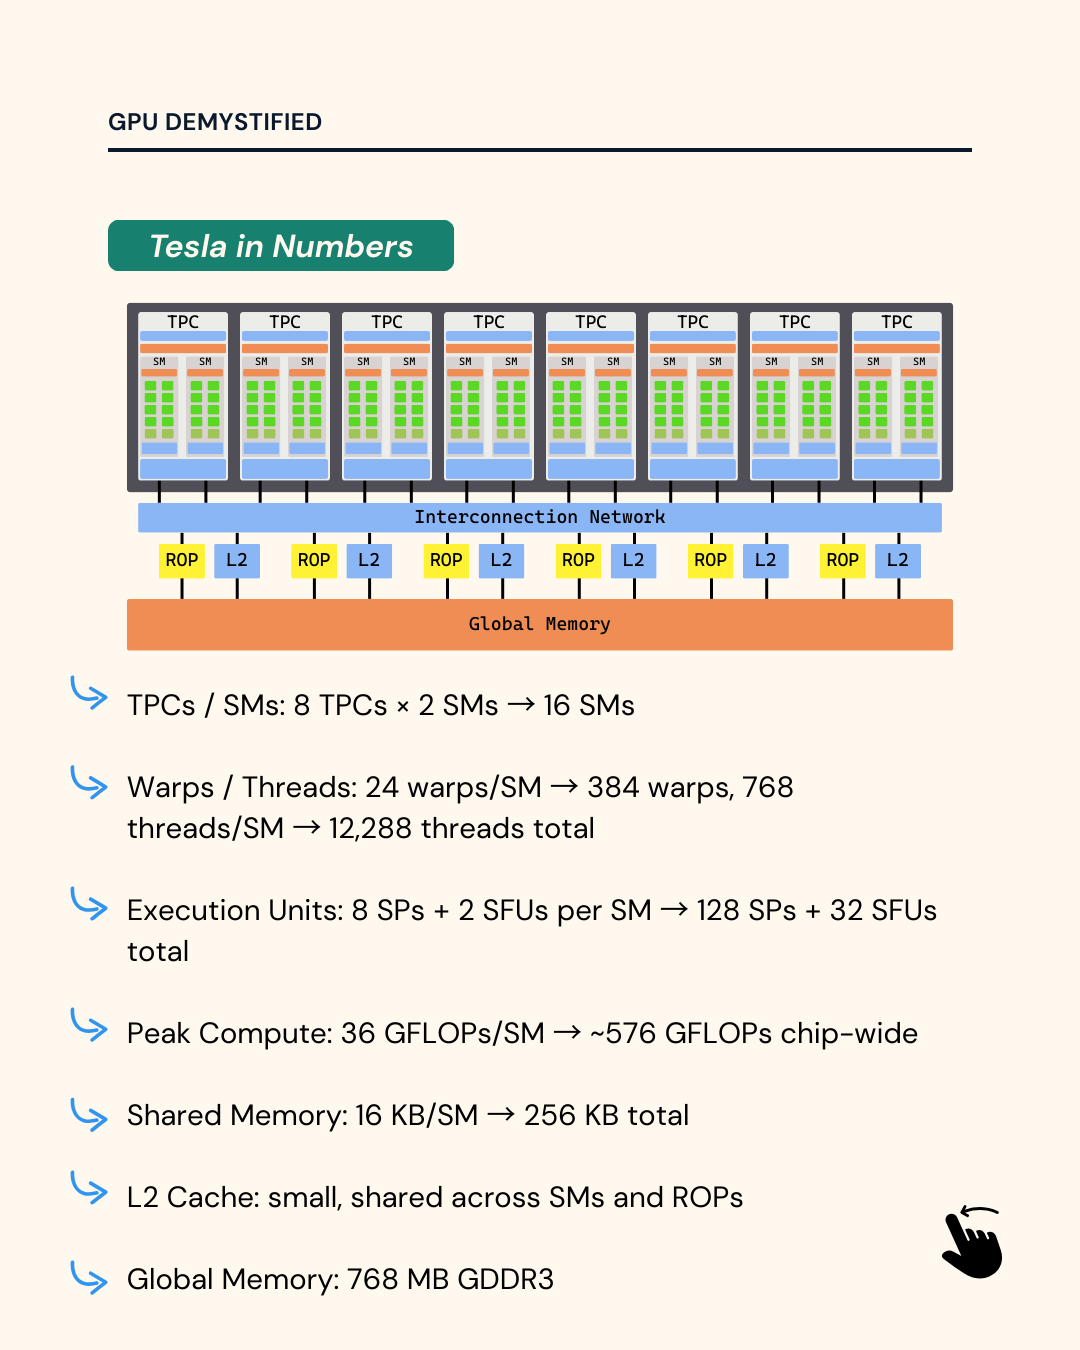 GPU DEMYSTIFIED
Tesla in Numbers
TPC TPC TPC TPC TPC TPC TPC TPC
SM SM SM SM SM SM SM SM SM SM SM SM SM SM SM SM
Interconnection Network
ROP L2 ROP L2 ROP L2 ROP L2 ROP L2 ROP L2
Global Memory
TPCs / SMs: 8 TPCs × 2 SMs → 16 SMs
Warps / Threads: 24 warps/SM → 384 warps, 768
threads/SM → 12,288 threads total
Execution Units: 8 SPs + 2 SFUs per SM → 128 SPs + 32 SFUs
total
Peak Compute: 36 GFLOPs/SM → ~576 GFLOPs chip-wide
Shared Memory: 16 KB/SM → 256 KB total
L2 Cache: small, shared across SMs and ROPs
Global Memory: 768 MB GDDR3